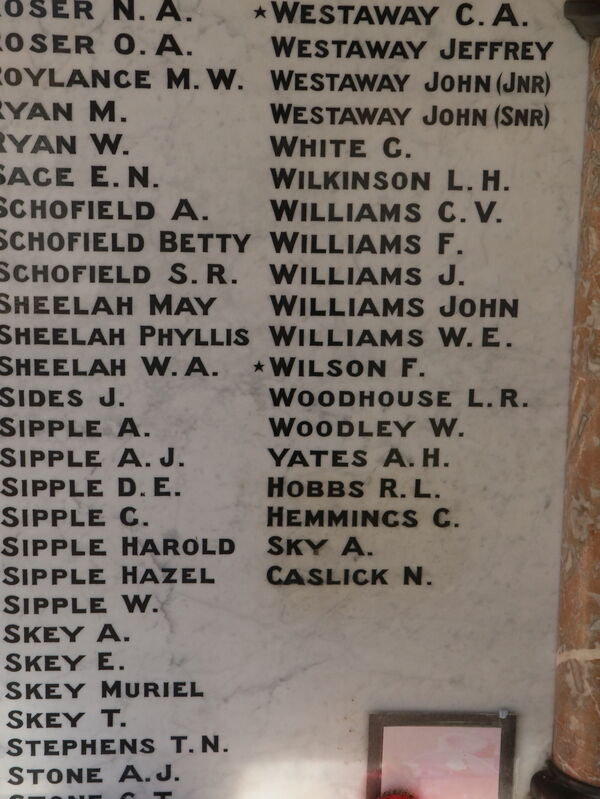 ROSER N. A.
ROSER O. A.
ROYLANCE M. W.
RYAN M.
RYAN W.
SAGE E. N.
SCHOFIELD A.
SCHOFIELD BETTY
SCHOFIELD S. R.
SHEELAH MAY
SHEELAH PHYLLIS
SHEELAH W. A.
SIDES J.
SIPPLE A.
SIPPLE A. J.
SIPPLE D. E.
SIPPLE G.
SIPPLE HAROLD
SIPPLE HAZEL
SIPPLE W.
SKEY A.
SKEY E.
SKEY MURIEL
SKEY T.
STEPHENS T. N.
STONE A. J.
STONE
★WESTAWAY C. A.
WESTAWAY JEFFREY
WESTAWAY JOHN (JNR)
WESTAWAY JOHN (SNR)
WHITE G.
WILKINSON L. H.
WILLIAMS C. V.
WILLIAMS F.
WILLIAMS J.
WILLIAMS JOHN
WILLIAMS W. E.
★WILSON F.
WOODHOUSE L. R.
WOODLEY W.
YATES A. H.
HOBBS R. L.
HEMMINGS G.
SKY A.
CASLICK N.